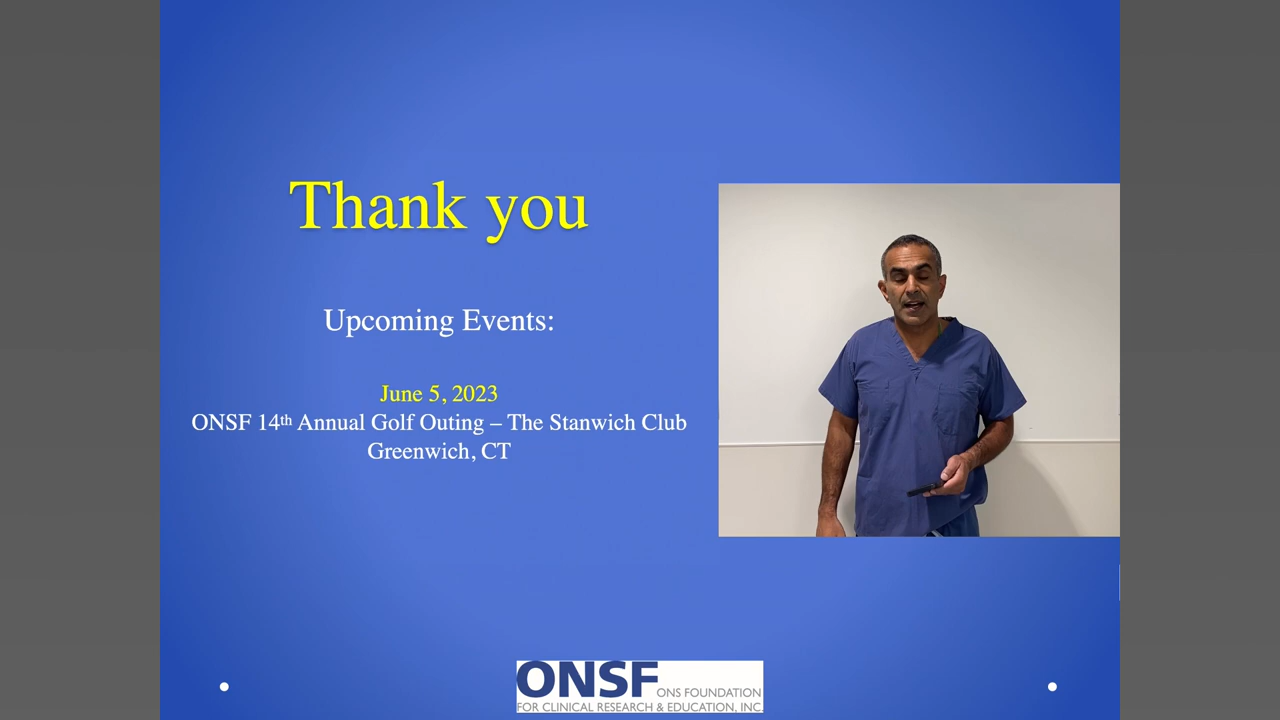 Thank you
Upcoming Events:
June 5, 2023
ONSF 14th Annual Golf Outing – The Stanwich Club
Greenwich, CT
ONSF ONS FOUNDATION
FOR CLINICAL RESEARCH & EDUCATION, INC.